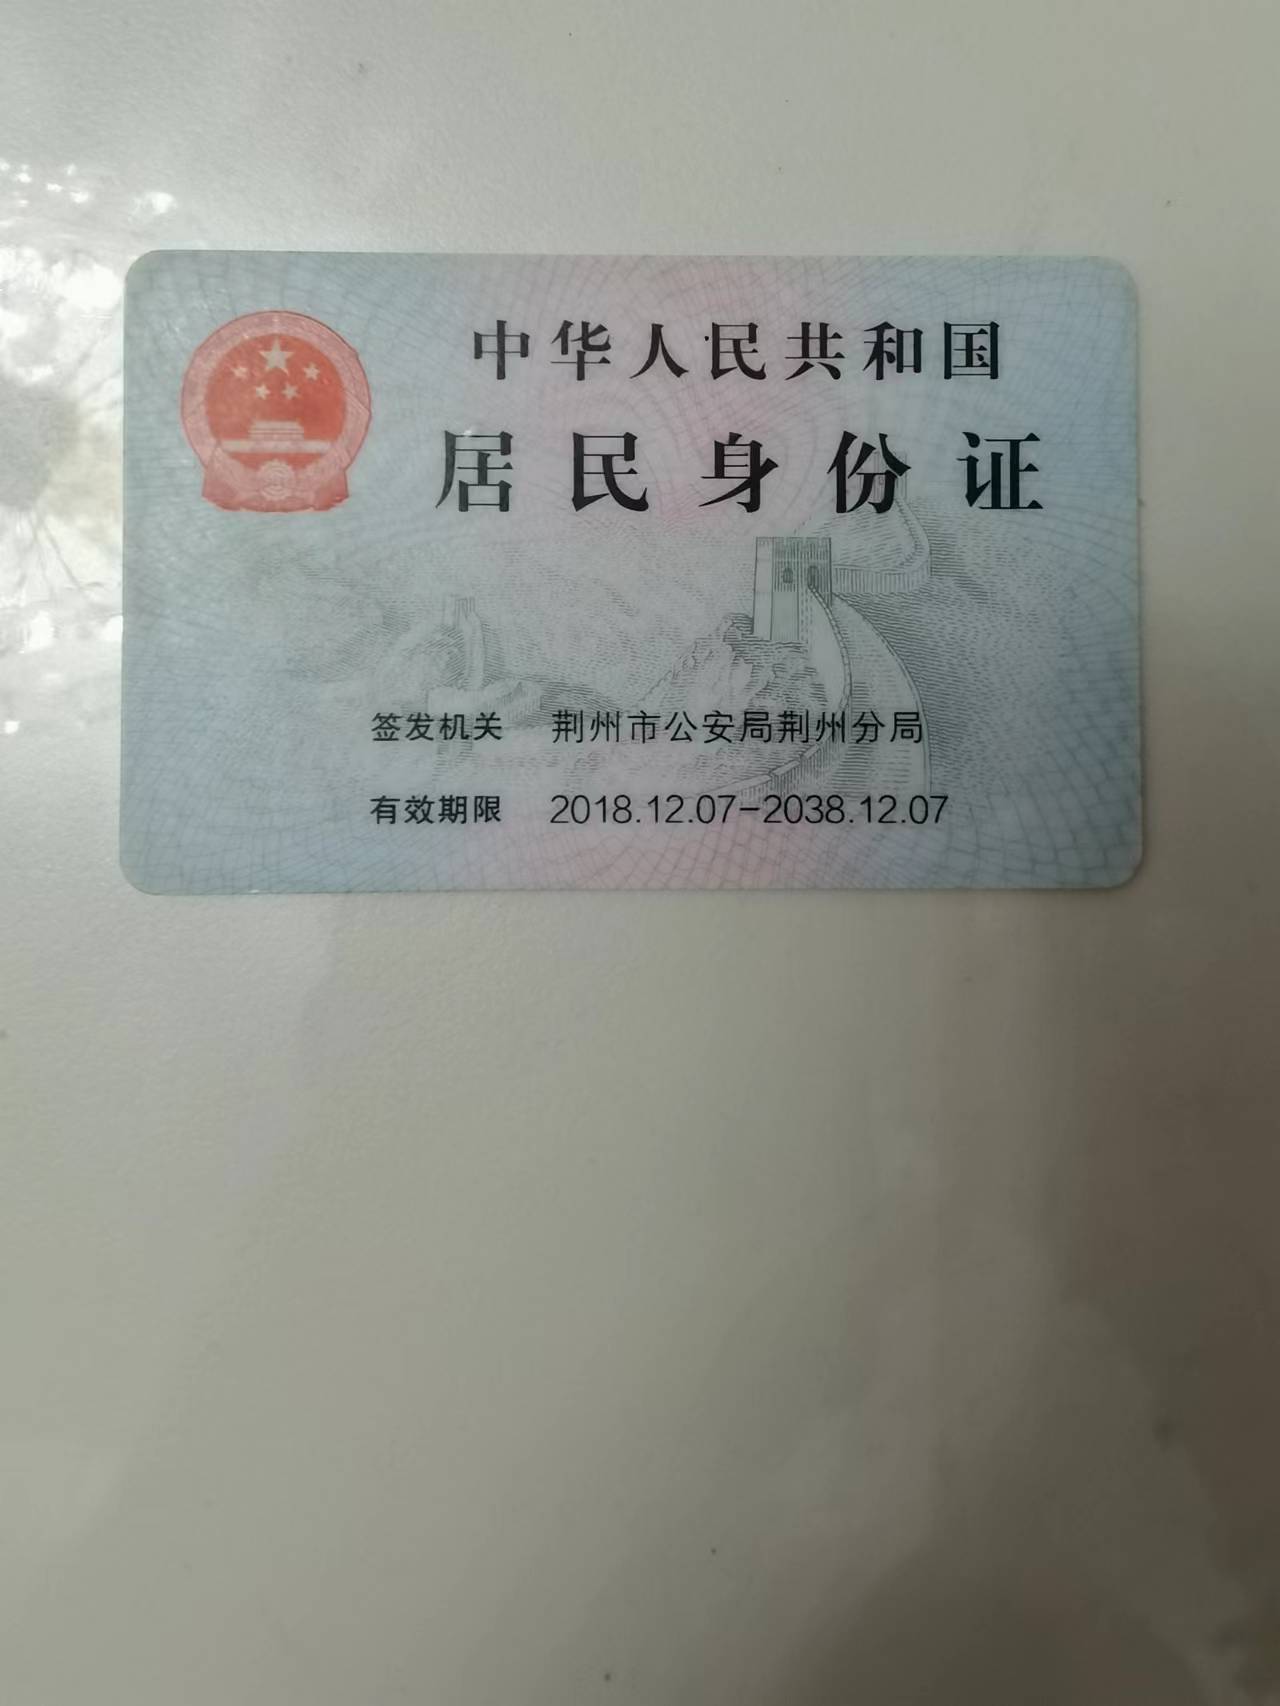 中华人民共和国
居民身份证
签发机关 荆州市公安局荆州分局
有效期限 2018.12.07-2038.12.07